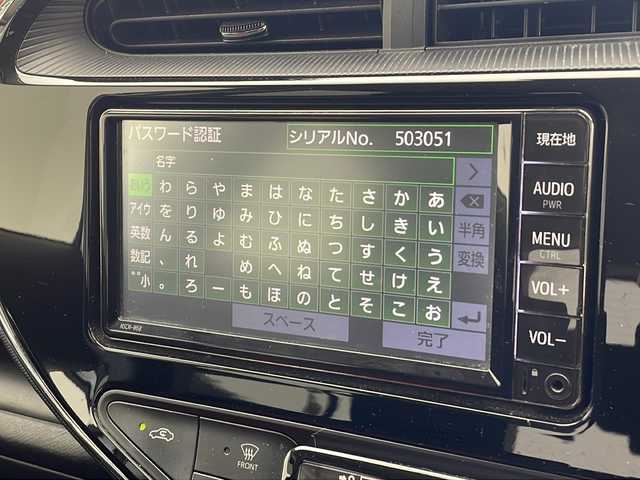 パスワード認証 シリアルNo. 503051
名字
わ ら や ま は な た さ か あ
アイウ を り ゆ み ひ に ち し き い 半角
英数 ん る よ む ふ ぬ つ す く う 変換
数記 、 れ め へ ね て せ け え
゛゜小 。 ろ ー も ほ の と そ こ お
スペース 完了
NSCN-W68
現在地
AUDIO
PWR
MENU
CTRL
VOL+
VOL-
FRONT